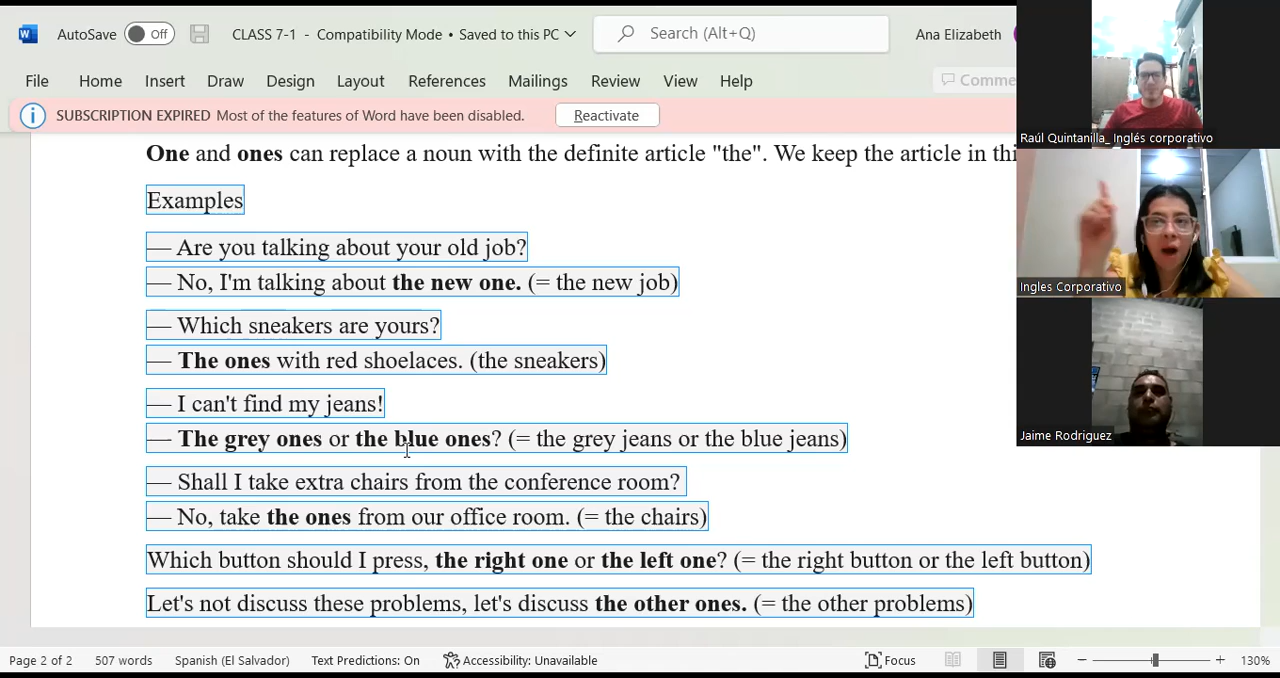 AutoSave Off CLASS 7-1 - Compatibility Mode • Saved to this PC Search (Alt+Q) Ana Elizabeth
File Home Insert Draw Design Layout References Mailings Review View Help Comme
SUBSCRIPTION EXPIRED Most of the features of Word have been disabled. Reactivate
One and ones can replace a noun with the definite article "the". We keep the article in thi
Examples
— Are you talking about your old job?
— No, I'm talking about the new one. (= the new job)
— Which sneakers are yours?
— The ones with red shoelaces. (the sneakers)
— I can't find my jeans!
— The grey ones or the blue ones? (= the grey jeans or the blue jeans)
— Shall I take extra chairs from the conference room?
— No, take the ones from our office room. (= the chairs)
Which button should I press, the right one or the left one? (= the right button or the left button)
Let's not discuss these problems, let's discuss the other ones. (= the other problems)
Page 2 of 2 507 words Spanish (El Salvador) Text Predictions: On Accessibility: Unavailable Focus 130%
Raúl Quintanilla_ Inglés corporativo
Ingles Corporativo
Jaime Rodriguez